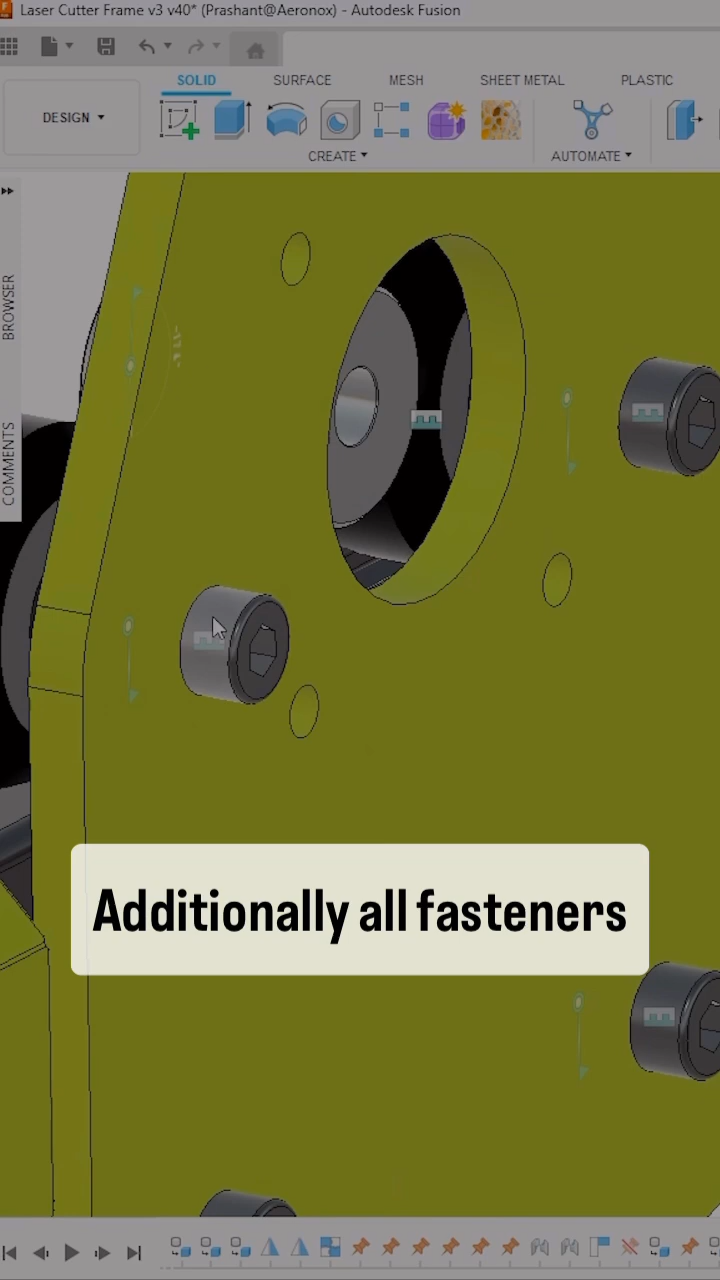 Laser Cutter Frame v3 v40* (Prashant@Aeronox) - Autodesk Fusion
SOLID SURFACE MESH SHEET METAL PLASTIC
DESIGN
CREATE AUTOMATE
BROWSER
COMMENTS
Additionally all fasteners